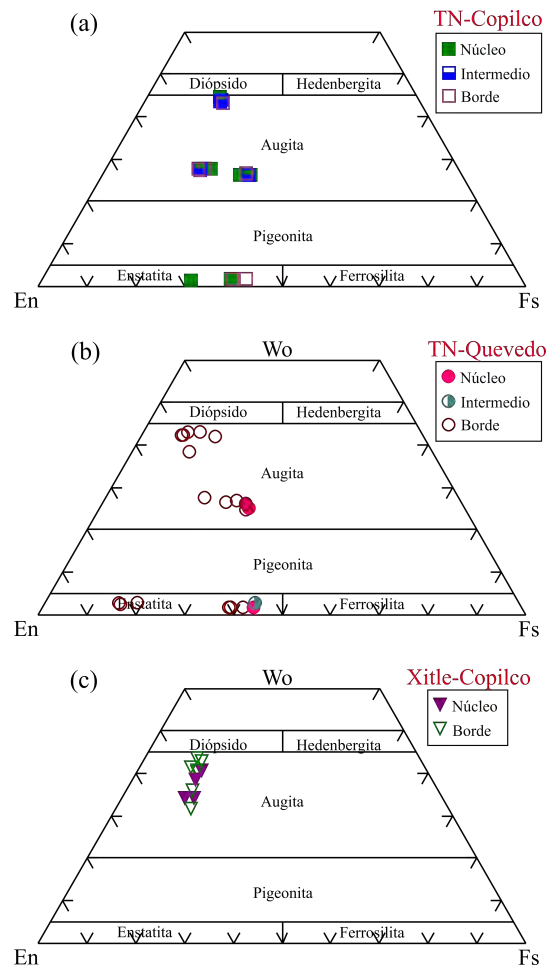 (a)
TN-Copilco
Núcleo
Intermedio
Borde
Diópsido
Hedenbergita
Augita
Pigeonita
Enstatita
Ferrosilita
En
Fs
(b)
Wo
TN-Quevedo
Núcleo
Intermedio
Borde
Diópsido
Hedenbergita
Augita
Pigeonita
Enstatita
Ferrosilita
En
Fs
(c)
Wo
Xitle-Copilco
Núcleo
Borde
Diópsido
Hedenbergita
Augita
Pigeonita
Enstatita
Ferrosilita
En
Fs